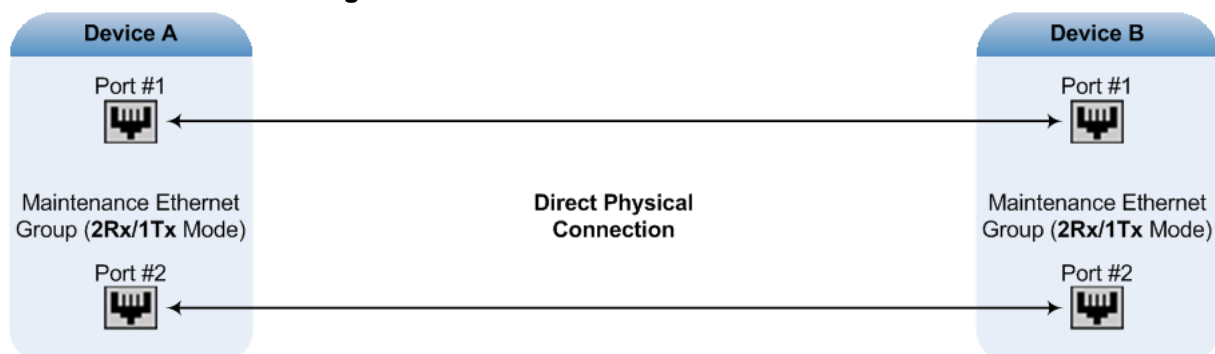 Device A
Device B
Port #1
Port #1
Maintenance Ethernet
Group (2Rx/1Tx Mode)
Direct Physical
Connection
Maintenance Ethernet
Group (2Rx/1Tx Mode)
Port #2
Port #2